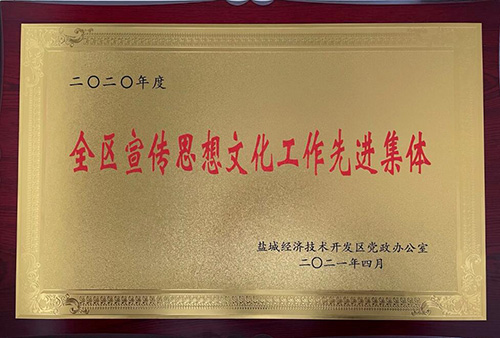 二〇二〇年度
全区宣传思想文化工作先进集体
盐城经济技术开发区党政办公室
二〇二一年四月